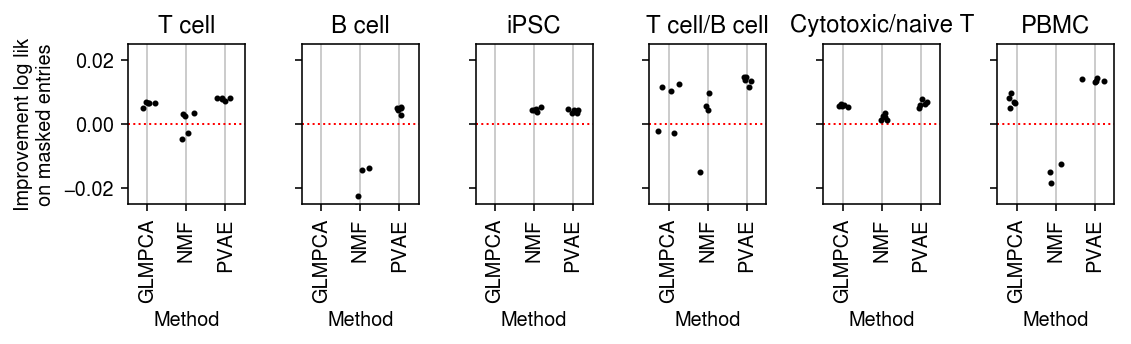 T cell
B cell
iPSC
T cell/B cell
Cytotoxic/naive T
PBMC
Improvement log lik
on masked entries
0.02
0.00
−0.02
GLMPCA
NMF
PVAE
Method
GLMPCA
NMF
PVAE
Method
GLMPCA
NMF
PVAE
Method
GLMPCA
NMF
PVAE
Method
GLMPCA
NMF
PVAE
Method
GLMPCA
NMF
PVAE
Method